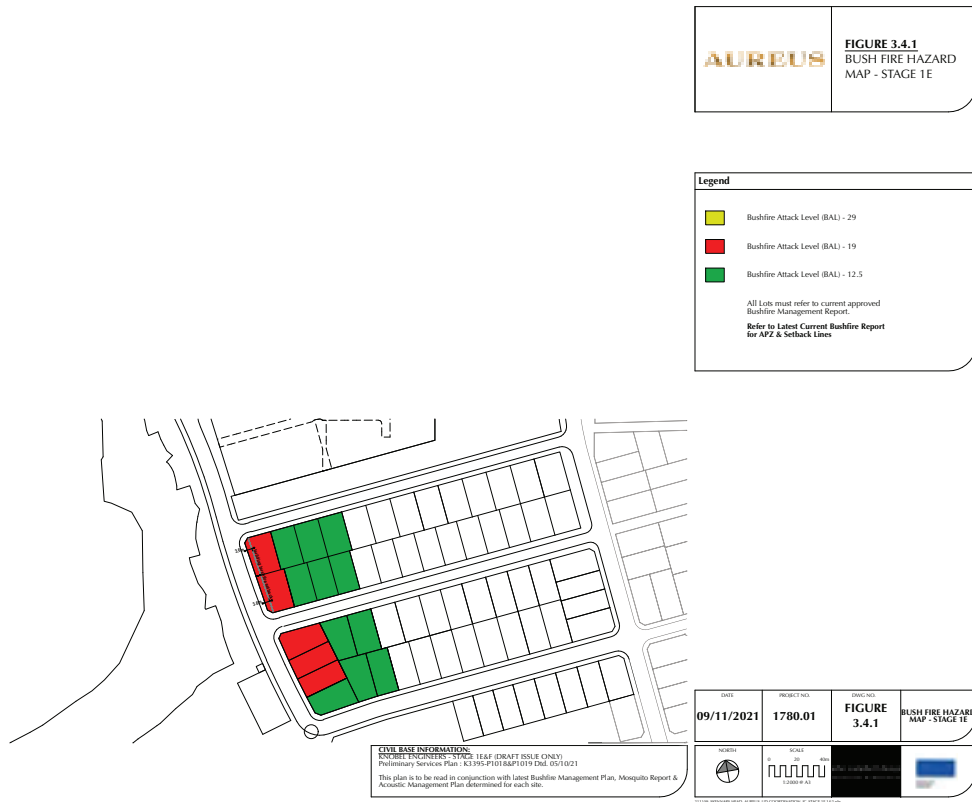 AUREUS
FIGURE 3.4.1
BUSH FIRE HAZARD
MAP - STAGE 1E
Legend
Bushfire Attack Level (BAL) - 29
Bushfire Attack Level (BAL) - 19
Bushfire Attack Level (BAL) - 12.5
All Lots must refer to current approved
Bushfire Management Report.
Refer to Latest Current Bushfire Report
for APZ & Setback Lines
CIVIL BASE INFORMATION:
KNOBEL ENGINEERS - STAGE 1E&F (DRAFT ISSUE ONLY)
Preliminary Services Plan : K3395-P1018&P1019 Dtd. 05/10/21
This plan is to be read in conjunction with latest Bushfire Management Plan, Mosquito Report &
Acoustic Management Plan determined for each site.
DATE
09/11/2021
PROJECT NO.
1780.01
DWG NO.
FIGURE
3.4.1
BUSH FIRE HAZARD
MAP - STAGE 1E
NORTH
SCALE
0 20 40m
1:2000 @ A3